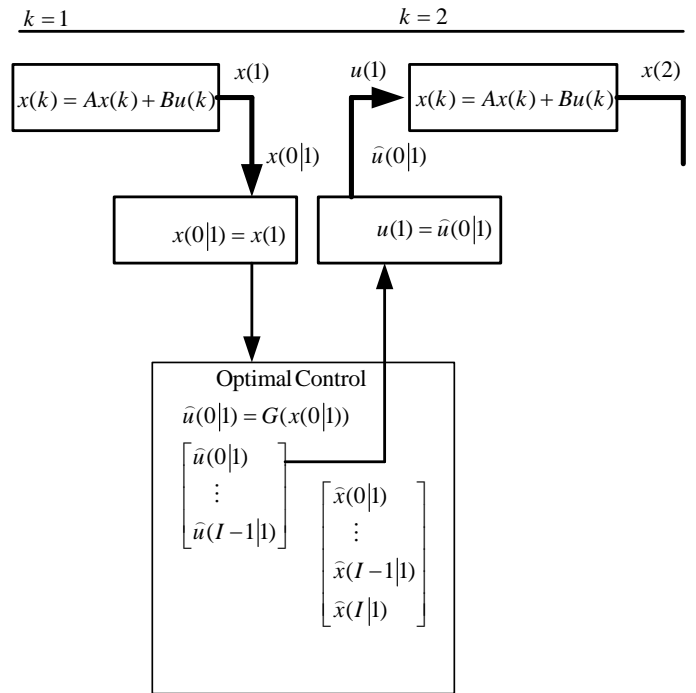 k = 1
k = 2
x(1)
u(1)
x(2)
x(k) = Ax(k) + Bu(k)
x(k) = Ax(k) + Bu(k)
x(0|1)
û(0|1)
x(0|1) = x(1)
u(1) = û(0|1)
Optimal Control
û(0|1) = G(x(0|1))
û(0|1)
⋮
û(I −1|1)
x̂(0|1)
⋮
x̂(I −1|1)
x̂(I|1)